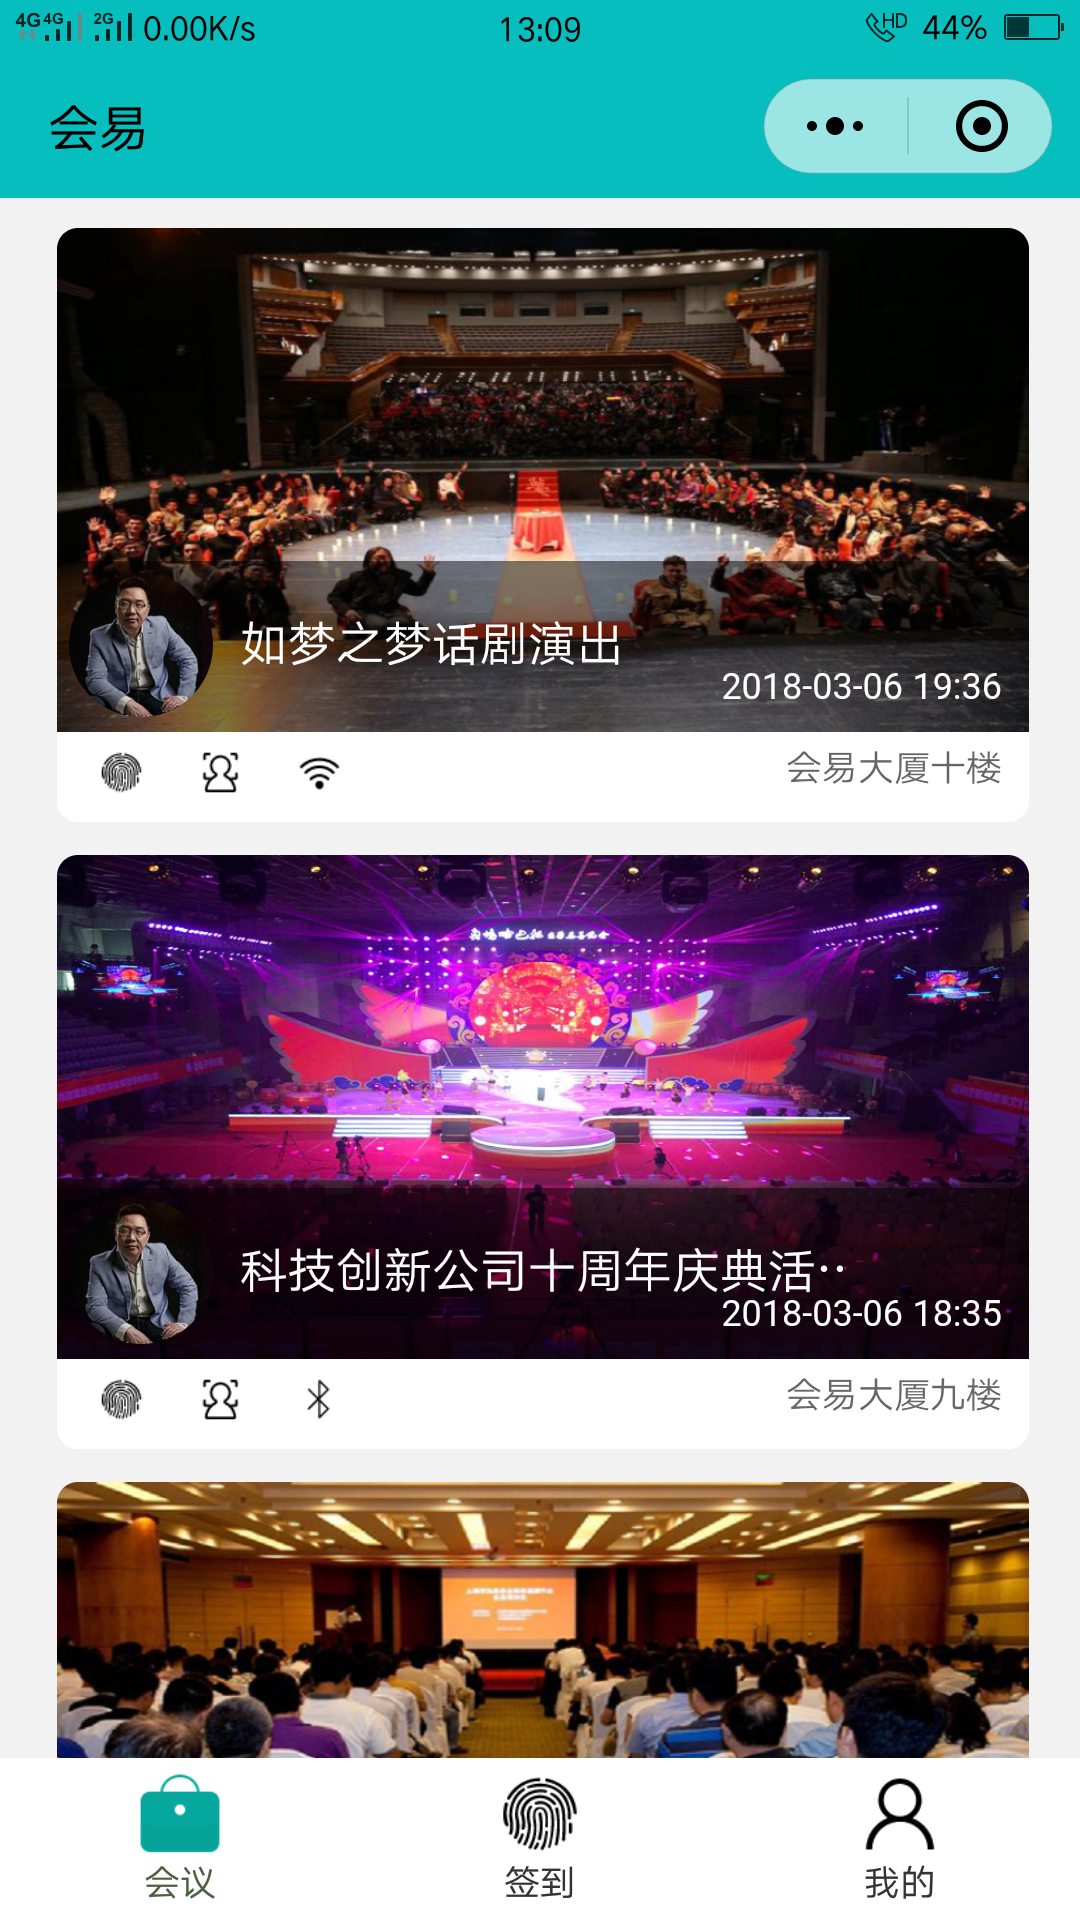 4G 4G 2G 0.00K/s 13:09 HD 44%
会易
如梦之梦话剧演出
2018-03-06 19:36
会易大厦十楼
科技创新公司十周年庆典活··
2018-03-06 18:35
会易大厦九楼
会议 签到 我的